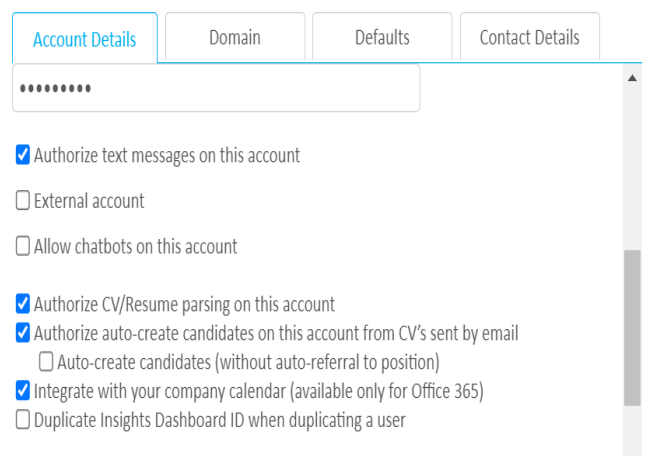 Account Details Domain Defaults Contact Details
•••••••••
Authorize text messages on this account
External account
Allow chatbots on this account
Authorize CV/Resume parsing on this account
Authorize auto-create candidates on this account from CV's sent by email
Auto-create candidates (without auto-referral to position)
Integrate with your company calendar (available only for Office 365)
Duplicate Insights Dashboard ID when duplicating a user